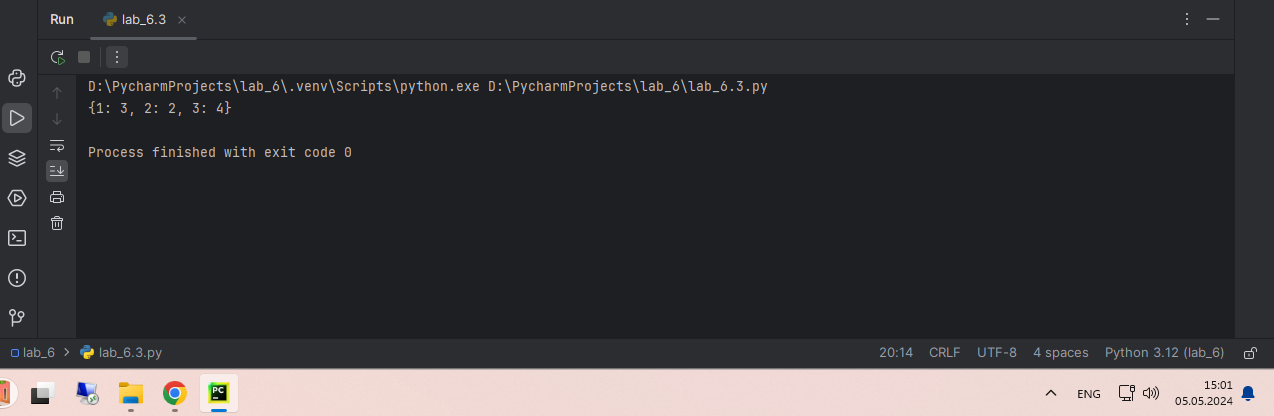 Run lab_6.3
D:\PycharmProjects\lab_6\.venv\Scripts\python.exe D:\PycharmProjects\lab_6\lab_6.3.py
{1: 3, 2: 2, 3: 4}
Process finished with exit code 0
lab_6 > lab_6.3.py 20:14 CRLF UTF-8 4 spaces Python 3.12 (lab_6)
PC
ENG
15:01
05.05.2024